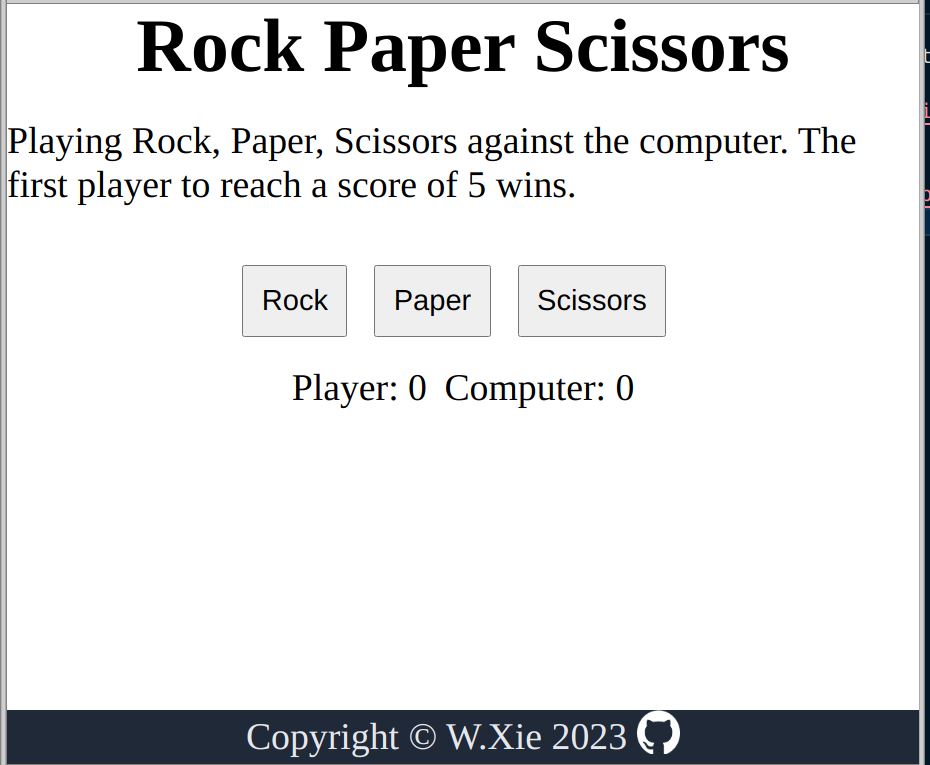 Rock Paper Scissors
Playing Rock, Paper, Scissors against the computer. The
first player to reach a score of 5 wins.
Rock Paper Scissors
Player: 0 Computer: 0
Copyright © W.Xie 2023